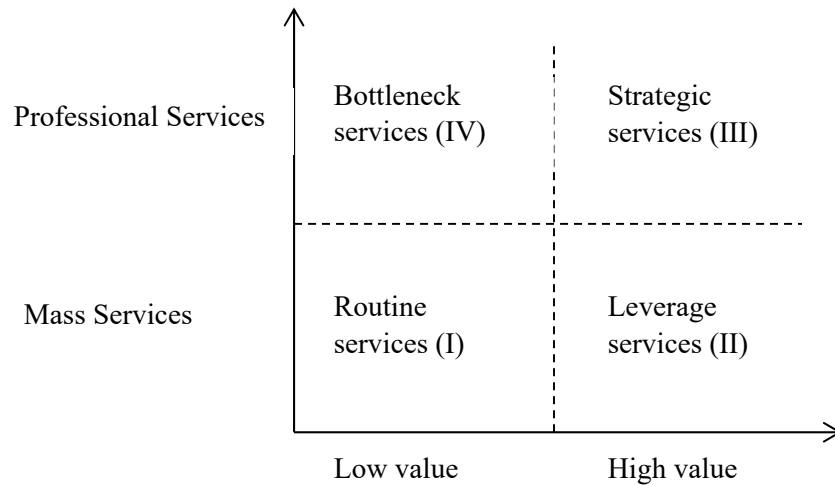 Professional Services
Bottleneck
services (IV)
Strategic
services (III)
Mass Services
Routine
services (I)
Leverage
services (II)
Low value
High value